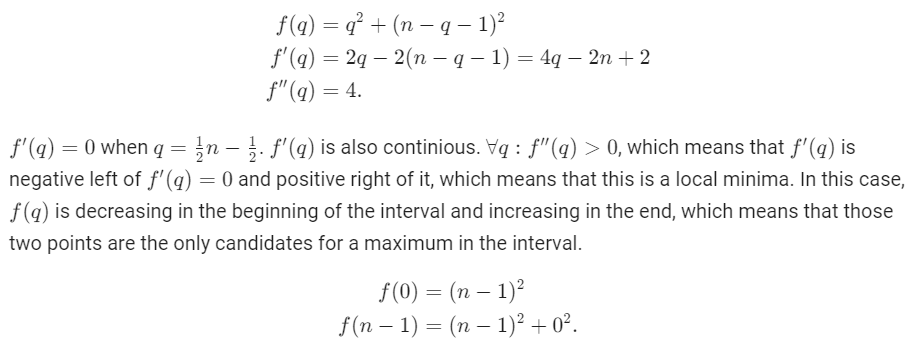 f(q) = q² + (n − q − 1)²
f′(q) = 2q − 2(n − q − 1) = 4q − 2n + 2
f″(q) = 4.
f′(q) = 0 when q = ½n − ½. f′(q) is also continious. ∀q : f″(q) > 0, which means that f′(q) is
negative left of f′(q) = 0 and positive right of it, which means that this is a local minima. In this case,
f(q) is decreasing in the beginning of the interval and increasing in the end, which means that those
two points are the only candidates for a maximum in the interval.
f(0) = (n − 1)²
f(n − 1) = (n − 1)² + 0².